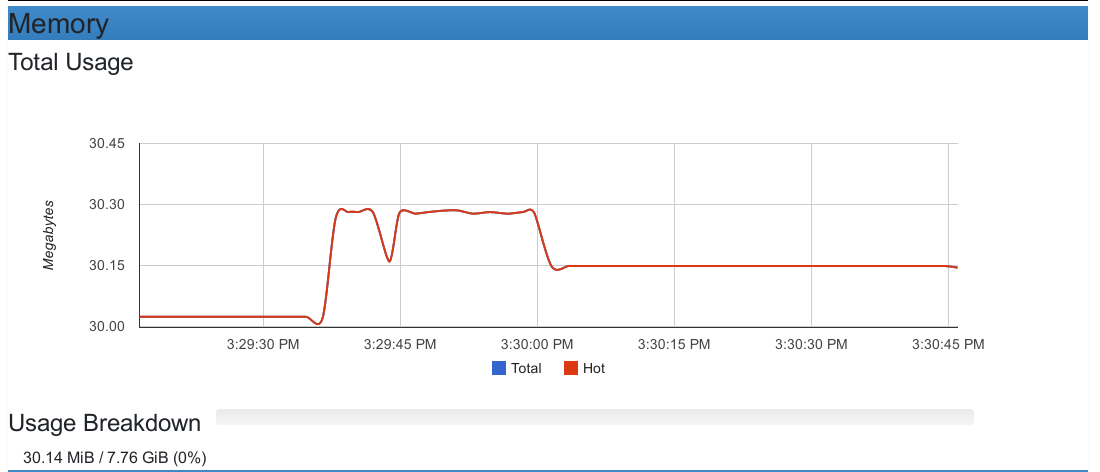 Memory
Total Usage
30.45
30.30
Megabytes
30.15
30.00
3:29:30 PM 3:29:45 PM 3:30:00 PM 3:30:15 PM 3:30:30 PM 3:30:45 PM
Total Hot
Usage Breakdown
30.14 MiB / 7.76 GiB (0%)